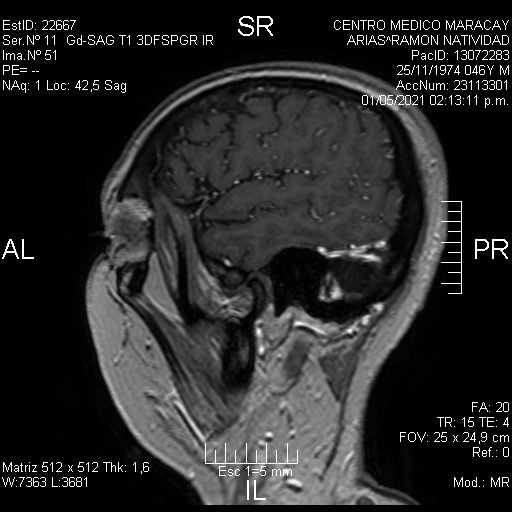 EstID: 22667
Ser.Nº 11 Gd-SAG T1 3DFSPGR IR
Ima.Nº 51
PE= --
NAq: 1 Loc: 42,5 Sag
SR
CENTRO MEDICO MARACAY
ARIAS^RAMON NATIVIDAD
PacID: 13072283
25/11/1974 046Y M
AccNum: 23113301
01/05/2021 02:13:11 p.m.
AL
PR
Matriz 512 x 512 Thk: 1,6
W:7363 L:3681
Esc 1=5 mm
IL
FA: 20
TR: 15 TE: 4
FOV: 25 x 24,9 cm
Ref.: 0
Mod.: MR